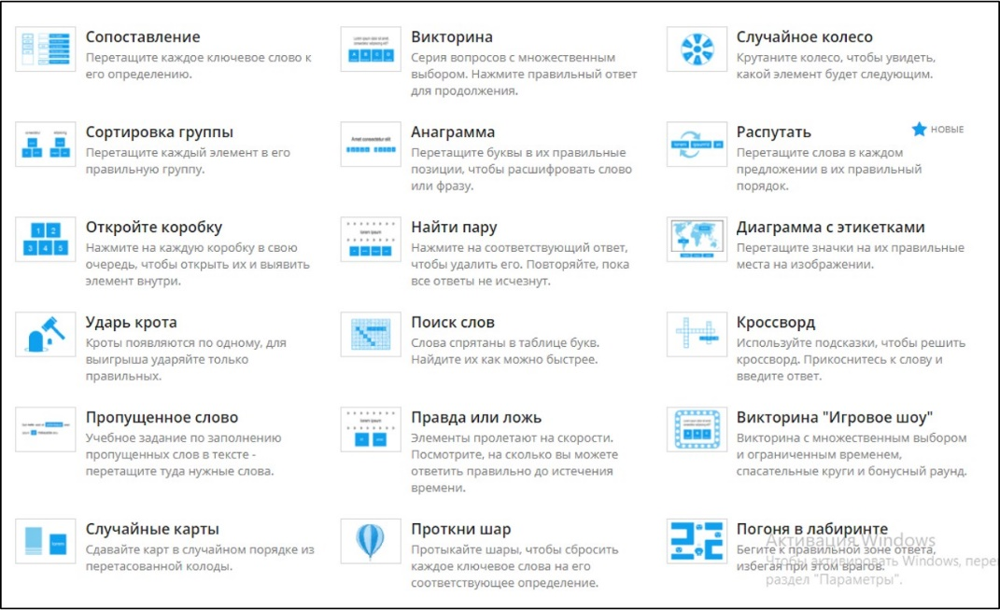 Сопоставление
Перетащите каждое ключевое слово к
его определению.
Викторина
Серия вопросов с множественным
выбором. Нажмите правильный ответ
для продолжения.
Случайное колесо
Крутаните колесо, чтобы увидеть,
какой элемент будет следующим.
Сортировка группы
Перетащите каждый элемент в его
правильную группу.
Анаграмма
Перетащите буквы в их правильные
позиции, чтобы расшифровать слово
или фразу.
Распутать
НОВЫЕ
Перетащите слова в каждом
предложении в их правильный
порядок.
1 2
3 4 5
Откройте коробку
Нажмите на каждую коробку в свою
очередь, чтобы открыть их и выявить
элемент внутри.
Найти пару
Нажмите на соответствующий ответ,
чтобы удалить его. Повторяйте, пока
все ответы не исчезнут.
Диаграмма с этикетками
Перетащите значки на их правильные
места на изображении.
Ударь крота
Кроты появляются по одному, для
выигрыша ударяйте только
правильных.
Поиск слов
Слова спрятаны в таблице букв.
Найдите их как можно быстрее.
Кроссворд
Используйте подсказки, чтобы решить
кроссворд. Прикоснитесь к слову и
введите ответ.
Пропущенное слово
Учебное задание по заполнению
пропущенных слов в тексте -
перетащите туда нужные слова.
Правда или ложь
Элементы пролетают на скорости.
Посмотрите, на сколько вы можете
ответить правильно до истечения
времени.
Викторина "Игровое шоу"
Викторина с множественным выбором
и ограниченным временем,
спасательные круги и бонусный раунд.
Случайные карты
Сдавайте карт в случайном порядке из
перетасованной колоды.
Проткни шар
Протыкайте шары, чтобы сбросить
каждое ключевое слова на его
соответствующее определение.
Погоня в лабиринте
Бегите к правильной зоне ответа,
избегая при этом врагов.
Активация Windows
Чтобы активировать Windows, пере
раздел "Параметры".